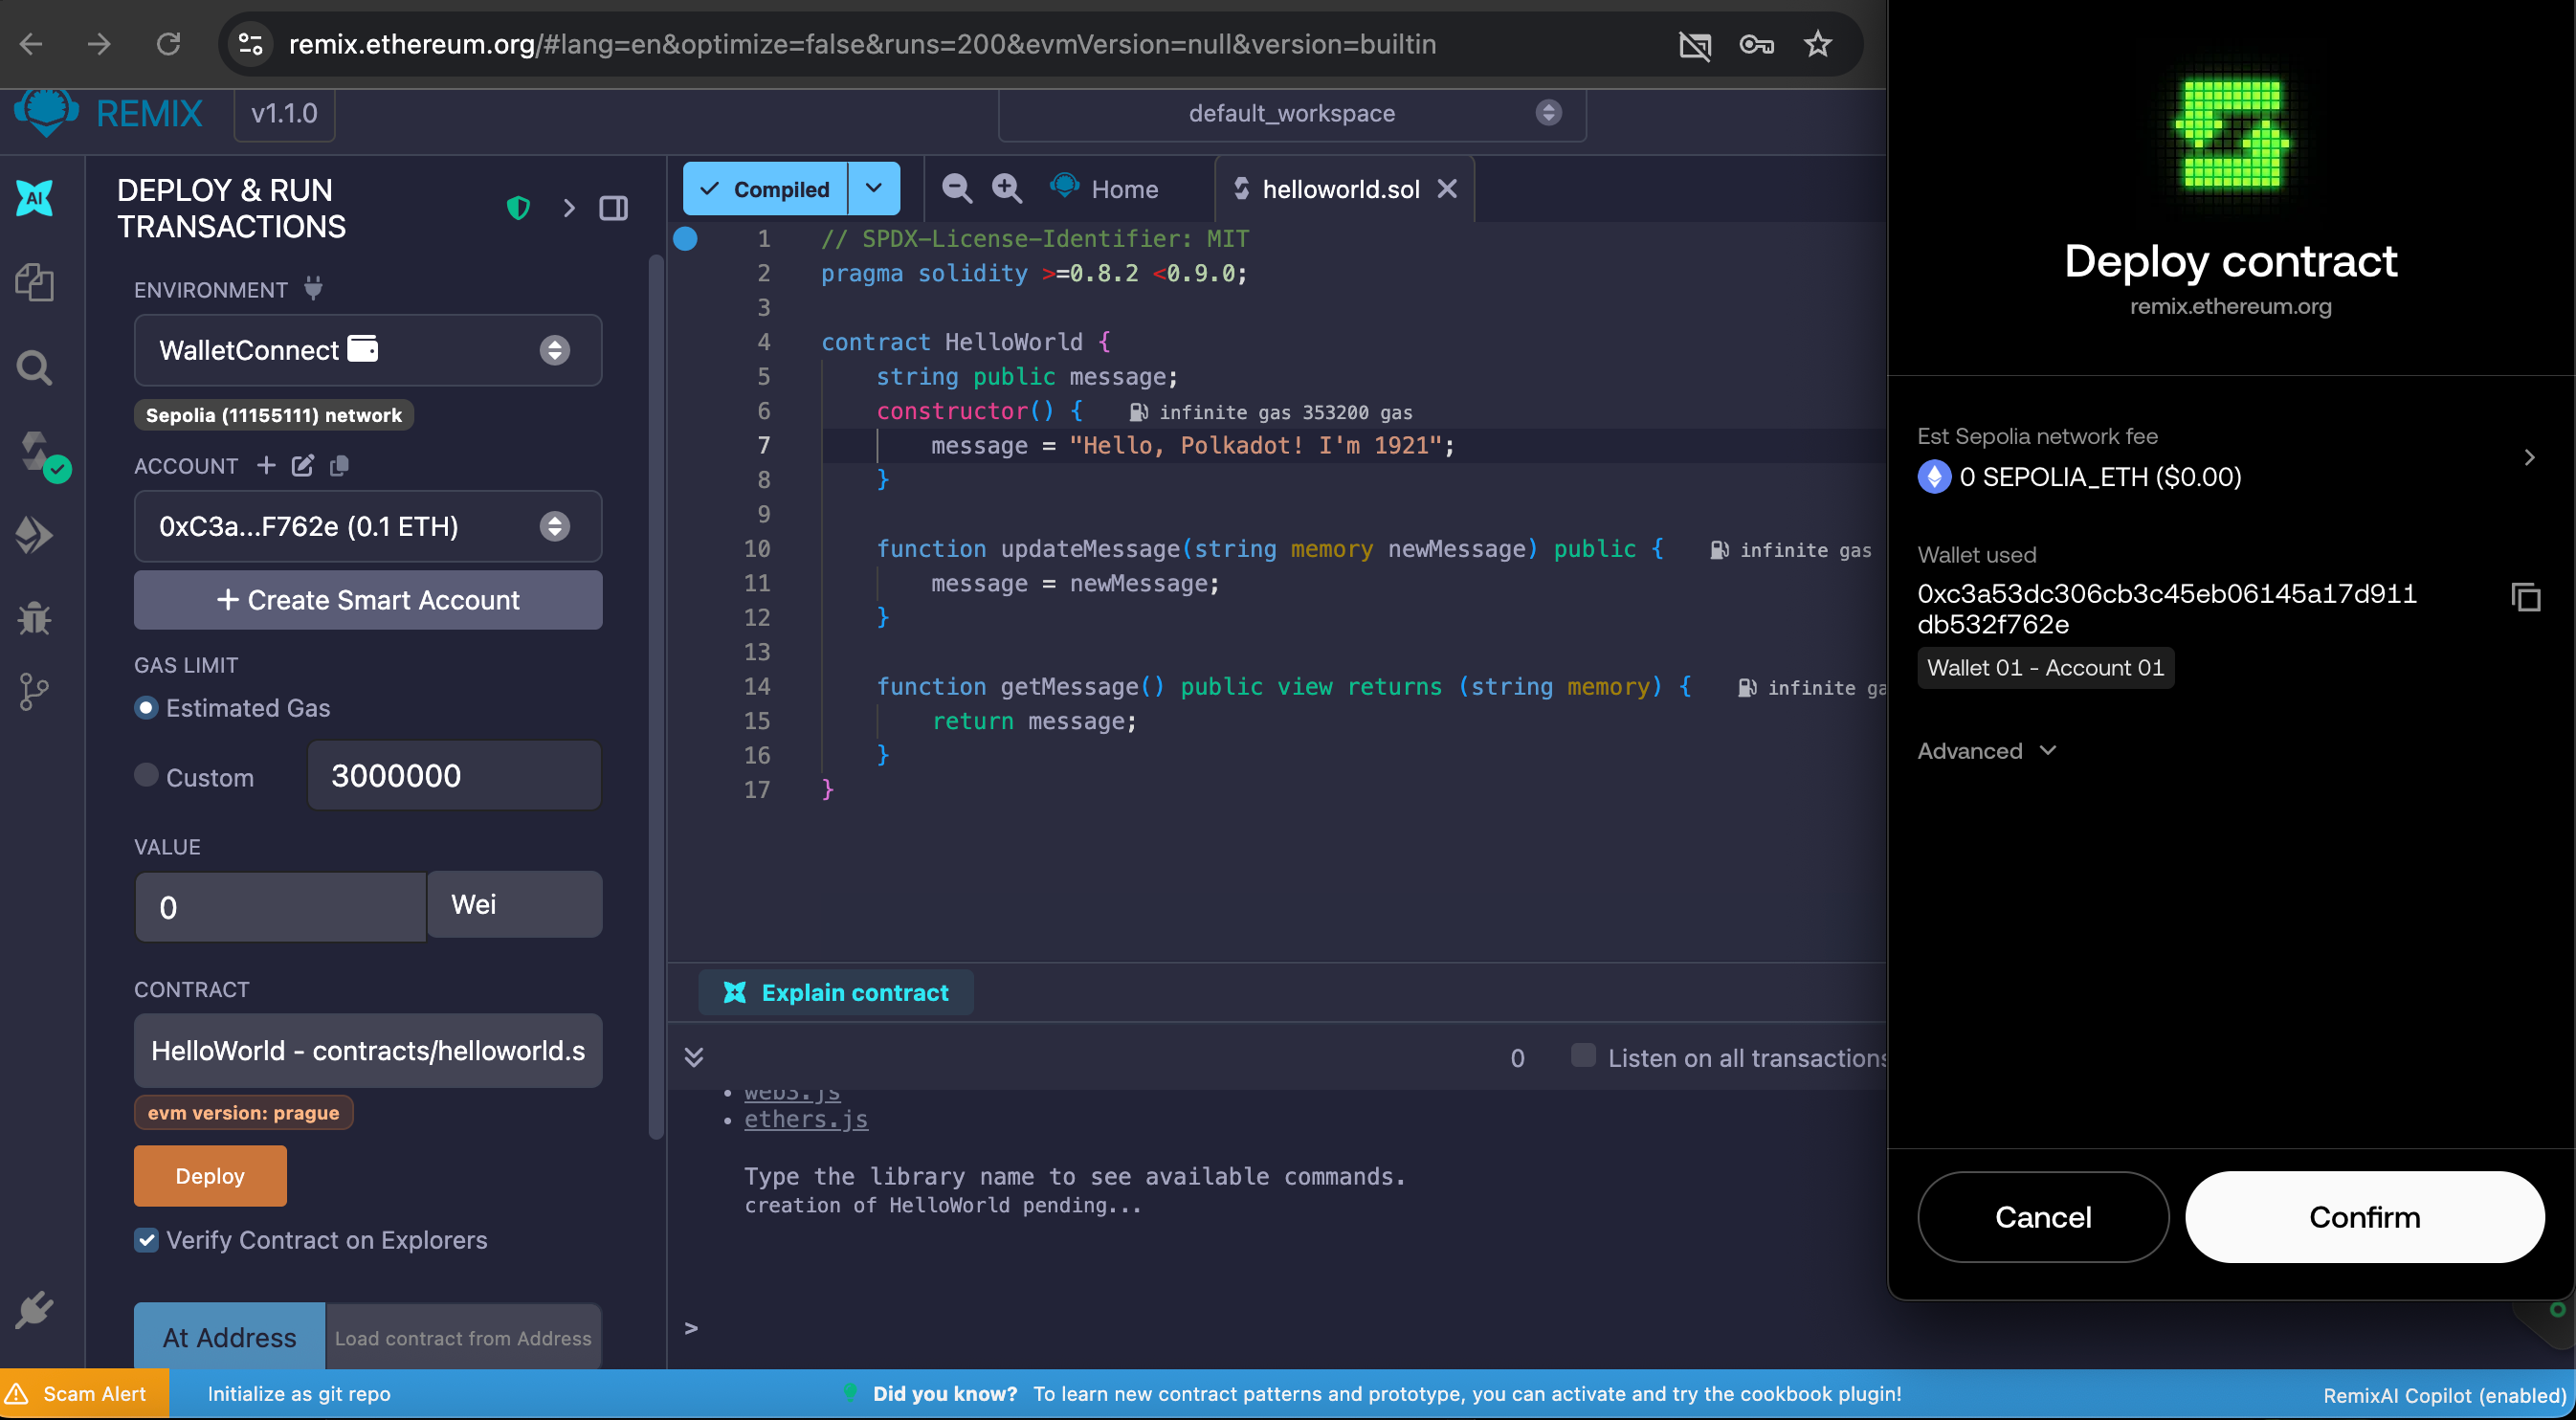 remix.ethereum.org/#lang=en&optimize=false&runs=200&evmVersion=null&version=builtin
REMIX
v1.1.0
default_workspace
AI
DEPLOY & RUN
TRANSACTIONS
ENVIRONMENT
WalletConnect
Sepolia (11155111) network
ACCOUNT
0xC3a...F762e (0.1 ETH)
+ Create Smart Account
GAS LIMIT
Estimated Gas
Custom
3000000
VALUE
0
Wei
CONTRACT
HelloWorld - contracts/helloworld.s
evm version: prague
Deploy
Verify Contract on Explorers
At Address
Load contract from Address
Compiled
Home
helloworld.sol
1 // SPDX-License-Identifier: MIT
2 pragma solidity >=0.8.2 <0.9.0;
3
4 contract HelloWorld {
5 string public message;
6 constructor() { infinite gas 353200 gas
7 message = "Hello, Polkadot! I'm 1921";
8 }
9
10 function updateMessage(string memory newMessage) public { infinite gas
11 message = newMessage;
12 }
13
14 function getMessage() public view returns (string memory) { infinite ga
15 return message;
16 }
17 }
Explain contract
0
Listen on all transactions
• web3.js
• ethers.js
Type the library name to see available commands.
creation of HelloWorld pending...
>
Deploy contract
remix.ethereum.org
Est Sepolia network fee
0 SEPOLIA_ETH ($0.00)
Wallet used
0xc3a53dc306cb3c45eb06145a17d911
db532f762e
Wallet 01 - Account 01
Advanced
Cancel
Confirm
Scam Alert
Initialize as git repo
Did you know? To learn new contract patterns and prototype, you can activate and try the cookbook plugin!
RemixAI Copilot (enabled)